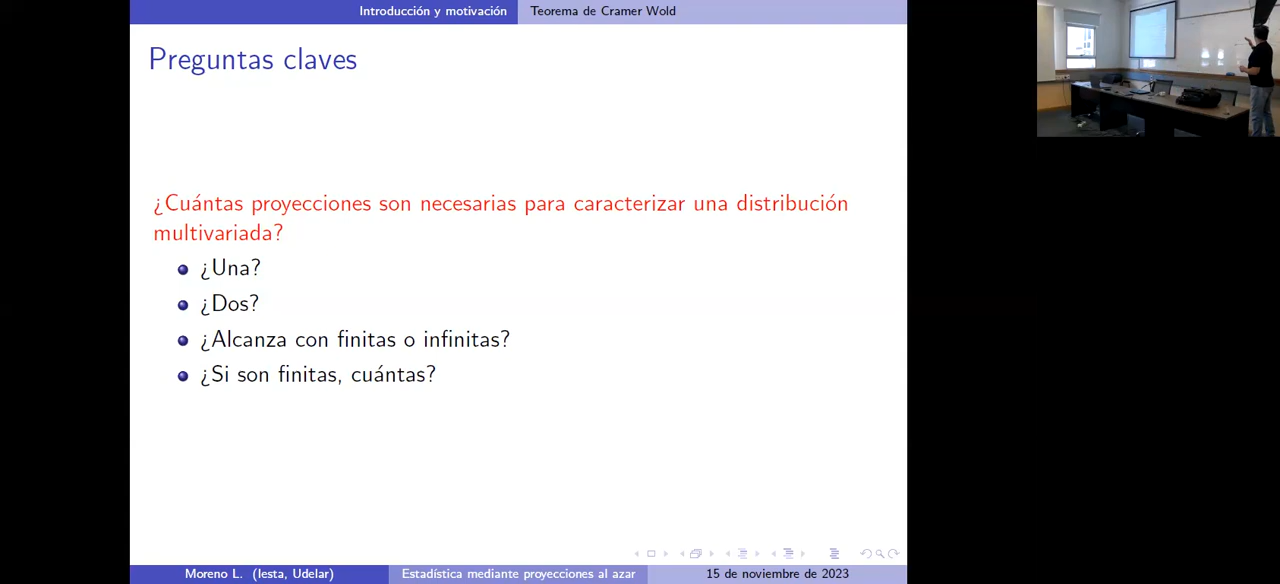 Introducción y motivación
Teorema de Cramer Wold
Preguntas claves
¿Cuántas proyecciones son necesarias para caracterizar una distribución
multivariada?
¿Una?
¿Dos?
¿Alcanza con finitas o infinitas?
¿Si son finitas, cuántas?
Moreno L. (Iesta, Udelar)
Estadística mediante proyecciones al azar
15 de noviembre de 2023